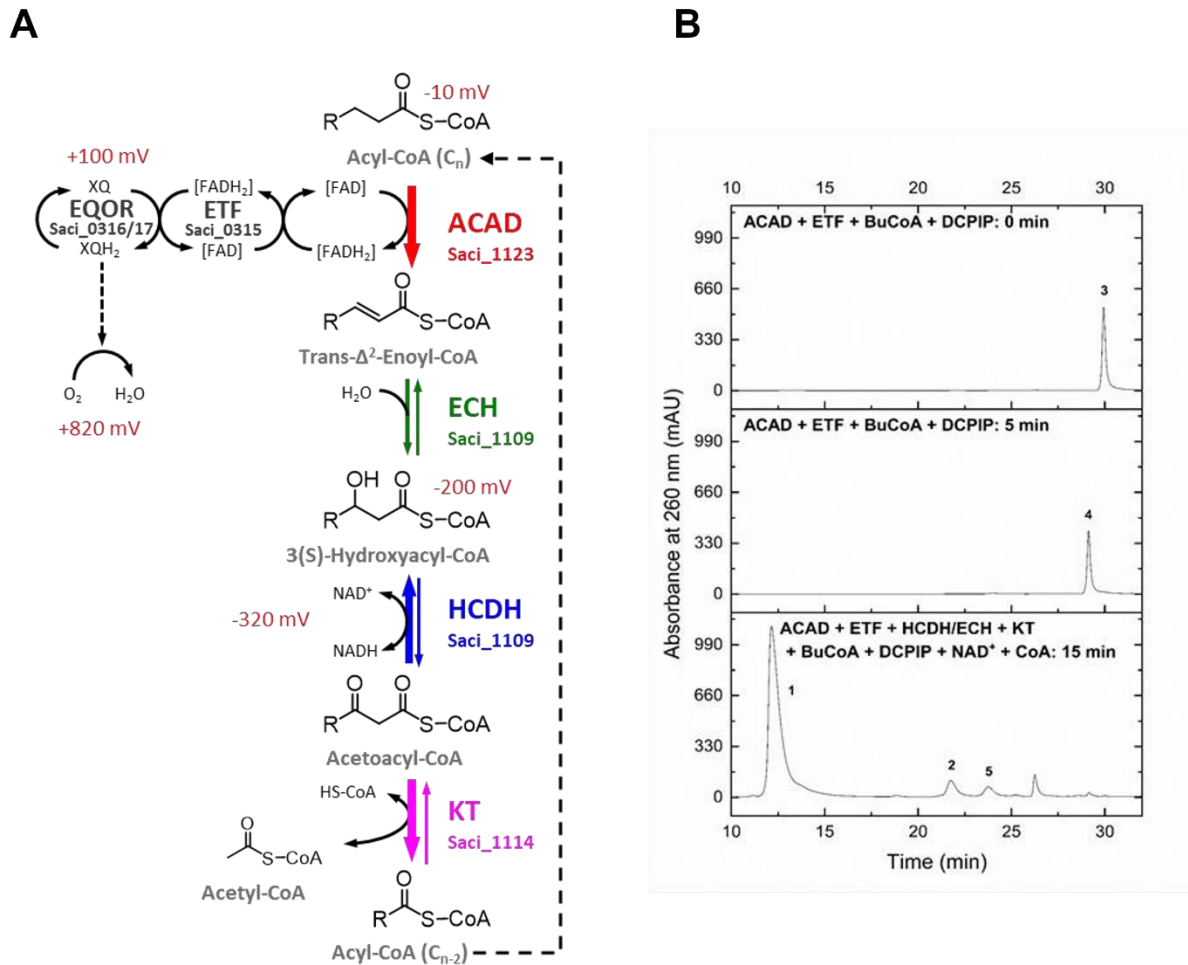 A
B
O
-10 mV
R
S–CoA
Acyl-CoA (Cn)
+100 mV
XQ
[FADH2]
[FAD]
EQOR
ETF
ACAD
Saci_0316/17
Saci_0315
Saci_1123
XQH2
[FAD]
[FADH2]
O
R
S–CoA
Trans-Δ2-Enoyl-CoA
O2
H2O
+820 mV
H2O
ECH
Saci_1109
OH
O
-200 mV
R
S–CoA
3(S)-Hydroxyacyl-CoA
NAD+
-320 mV
HCDH
Saci_1109
NADH
O
O
R
S–CoA
Acetoacyl-CoA
HS-CoA
KT
Saci_1114
O
S–CoA
Acetyl-CoA
O
R
S–CoA
Acyl-CoA (Cn-2)
10 15 20 25 30
ACAD + ETF + BuCoA + DCPIP: 0 min
990
660
330
0
3
ACAD + ETF + BuCoA + DCPIP: 5 min
990
660
330
0
4
ACAD + ETF + HCDH/ECH + KT
+ BuCoA + DCPIP + NAD+ + CoA: 15 min
990
660
330
0
1
2
5
10 15 20 25 30
Time (min)
Absorbance at 260 nm (mAU)